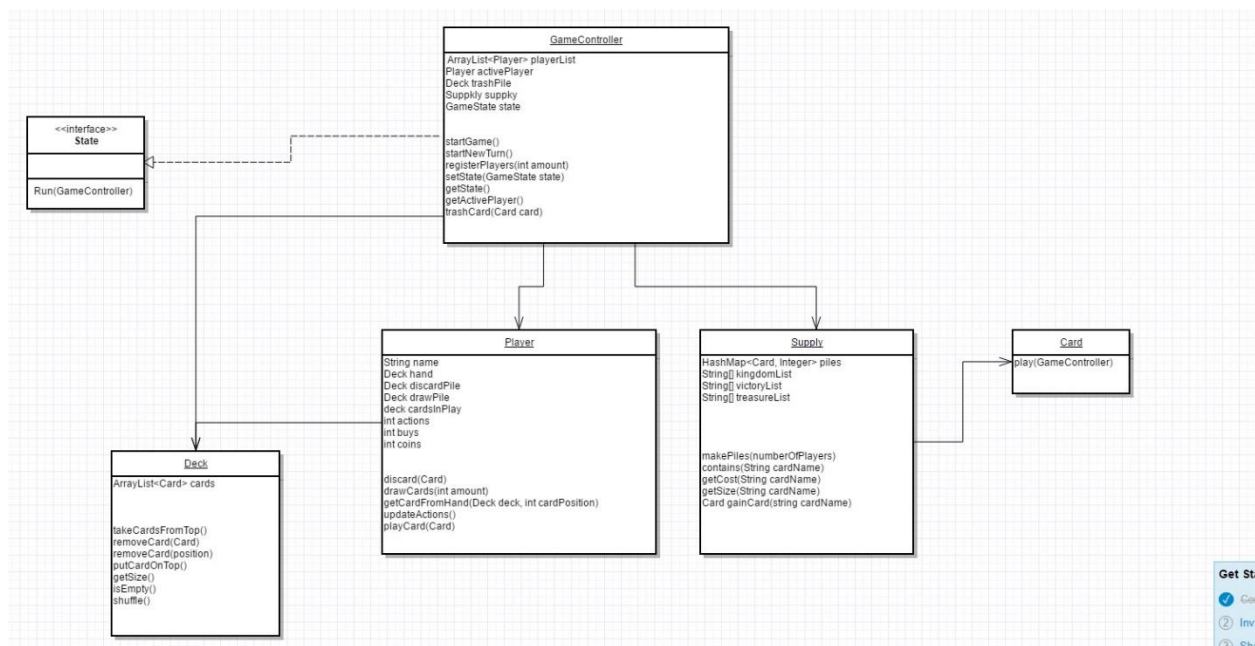 GameController
ArrayList<Player> playerList
Player activePlayer
Deck trashPile
Suppkly suppky
GameState state
startGame()
startNewTurn()
registerPlayers(int amount)
setState(GameState state)
getState()
getActivePlayer()
trashCard(Card card)
<<interface>>
State
Run(GameController)
Player
String name
Deck hand
Deck discardPile
Deck drawPile
deck cardsInPlay
int actions
int buys
int coins
discard(Card)
drawCards(int amount)
getCardFromHand(Deck deck, int cardPosition)
updateActions()
playCard(Card)
Supply
HashMap<Card, Integer> piles
String[] kingdomList
String[] victoryList
String[] treasureList
makePiles(numberOfPlayers)
contains(String cardName)
getCost(String cardName)
getSize(String cardName)
Card gainCard(string cardName)
Card
play(GameController)
Deck
ArrayList<Card> cards
takeCardsFromTop()
removeCard(Card)
removeCard(position)
putCardOnTop()
getSize()
isEmpty()
shuffle()
Get Sta
2 Inv